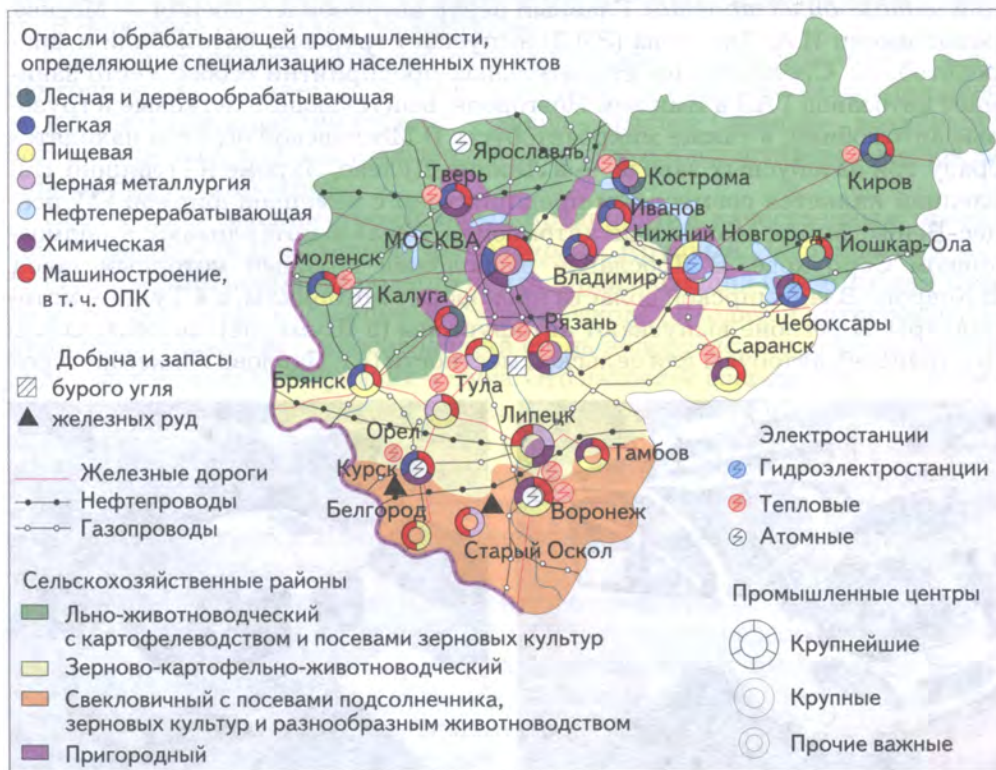 Отрасли обрабатывающей промышленности,
определяющие специализацию населенных пунктов
Лесная и деревообрабатывающая
Легкая
Пищевая
Черная металлургия
Нефтеперерабатывающая
Химическая
Машиностроение,
в т. ч. ОПК
Добыча и запасы
бурого угля
железных руд
Железные дороги
Нефтепроводы
Газопроводы
Сельскохозяйственные районы
Льно-животноводческий
с картофелеводством и посевами зерновых культур
Зерново-картофельно-животноводческий
Свекловичный с посевами подсолнечника,
зерновых культур и разнообразным животноводством
Пригородный
Ярославль
Тверь
Кострома
Киров
Иванов
МОСКВА
Нижний Новгород
Йошкар-Ола
Смоленск
Владимир
Калуга
Чебоксары
Рязань
Саранск
Брянск
Тула
Липецк
Орел
Тамбов
Курск
Белгород
Воронеж
Старый Оскол
Электростанции
Гидроэлектростанции
Тепловые
Атомные
Промышленные центры
Крупнейшие
Крупные
Прочие важные